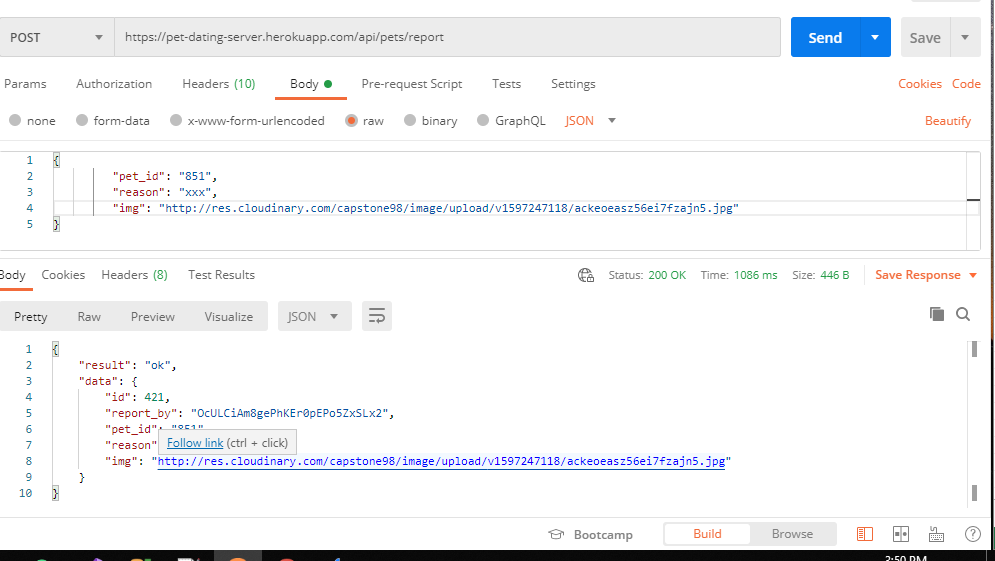 POST https://pet-dating-server.herokuapp.com/api/pets/report Send Save
Params Authorization Headers (10) Body Pre-request Script Tests Settings Cookies Code
none form-data x-www-form-urlencoded raw binary GraphQL JSON Beautify
1 {
2 "pet_id": "851",
3 "reason": "xxx",
4 "img": "http://res.cloudinary.com/capstone98/image/upload/v1597247118/ackeoeasz56ei7fzajn5.jpg"
5 }
Body Cookies Headers (8) Test Results Status: 200 OK Time: 1086 ms Size: 446 B Save Response
Pretty Raw Preview Visualize JSON
1 {
2 "result": "ok",
3 "data": {
4 "id": 421,
5 "report_by": "OcULCiAm8gePhKEr0pEPo5ZxSLx2",
6 "pet_id": "851"
7 "reason" Follow link (ctrl + click)
8 "img": "http://res.cloudinary.com/capstone98/image/upload/v1597247118/ackeoeasz56ei7fzajn5.jpg"
9 }
10 }
Bootcamp Build Browse
3:50 PM